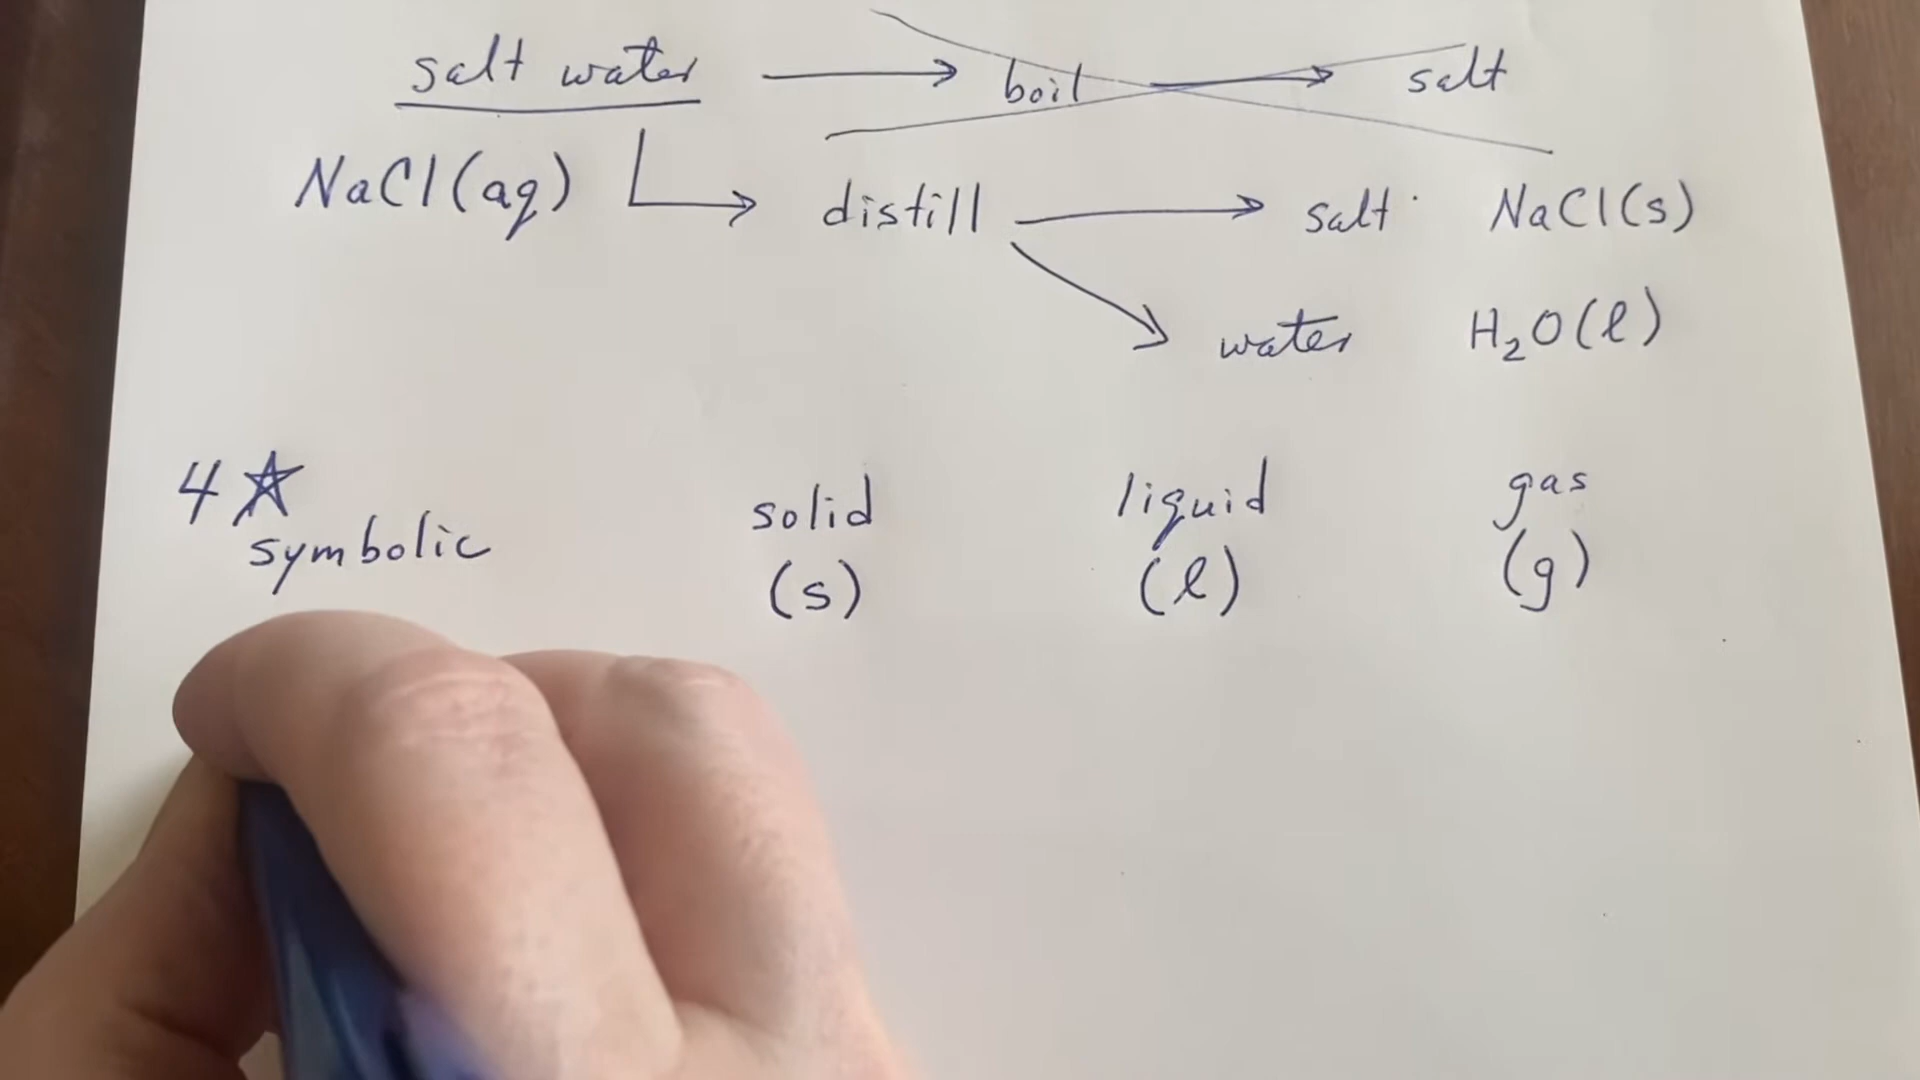 salt water → boil → salt
NaCl(aq) → distill → salt NaCl(s)
water H₂O(l)
4☆ solid liquid gas
symbolic (s) (l) (g)